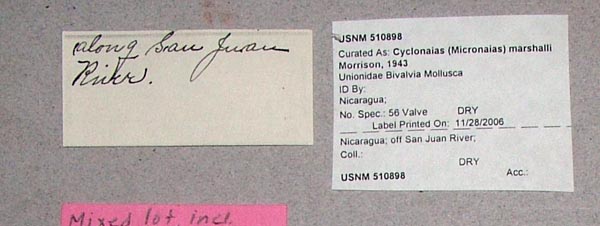 along San Juan
River.
USNM 510898
Curated As: Cyclonaias (Micronaias) marshalli
Morrison, 1943
Unionidae Bivalvia Mollusca
ID By:
Nicaragua;
No. Spec.: 56 Valve DRY
Label Printed On: 11/28/2006
Nicaragua; off San Juan River;
Coll.:
DRY
USNM 510898 Acc.:
Mixed lot, incl.